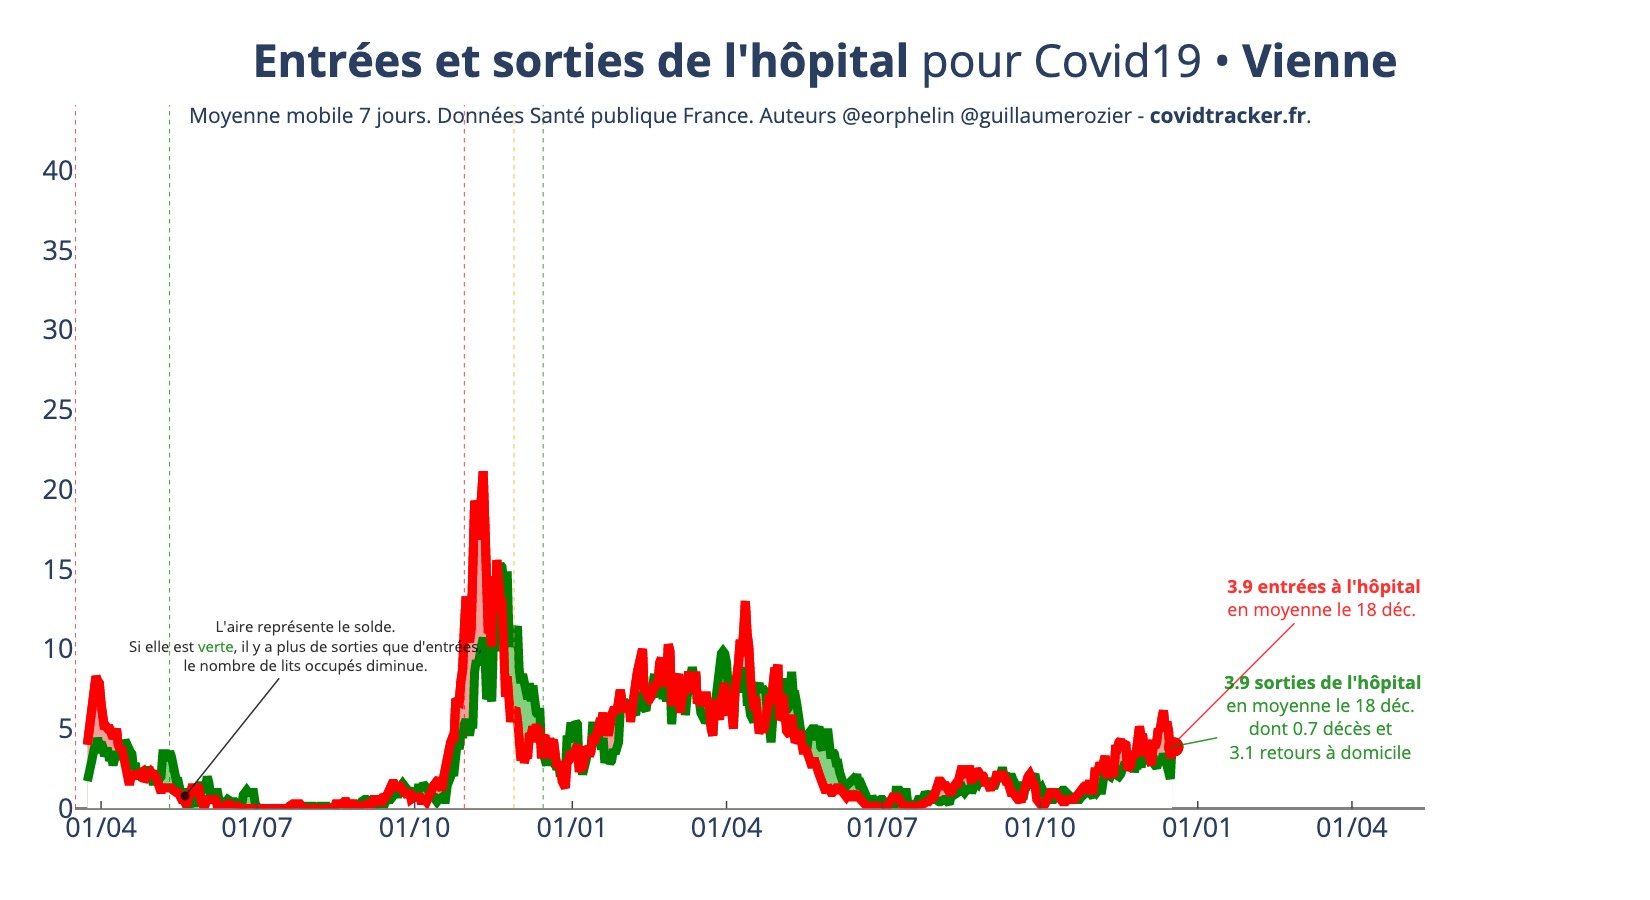 Entrées et sorties de l'hôpital pour Covid19 • Vienne
Moyenne mobile 7 jours. Données Santé publique France. Auteurs @eorphelin @guillaumerozier - covidtracker.fr.
40
35
30
25
20
15
10
5
0
L'aire représente le solde.
Si elle est verte, il y a plus de sorties que d'entrées,
le nombre de lits occupés diminue.
3.9 entrées à l'hôpital
en moyenne le 18 déc.
3.9 sorties de l'hôpital
en moyenne le 18 déc.
dont 0.7 décès et
3.1 retours à domicile
01/04 01/07 01/10 01/01 01/04 01/07 01/10 01/01 01/04